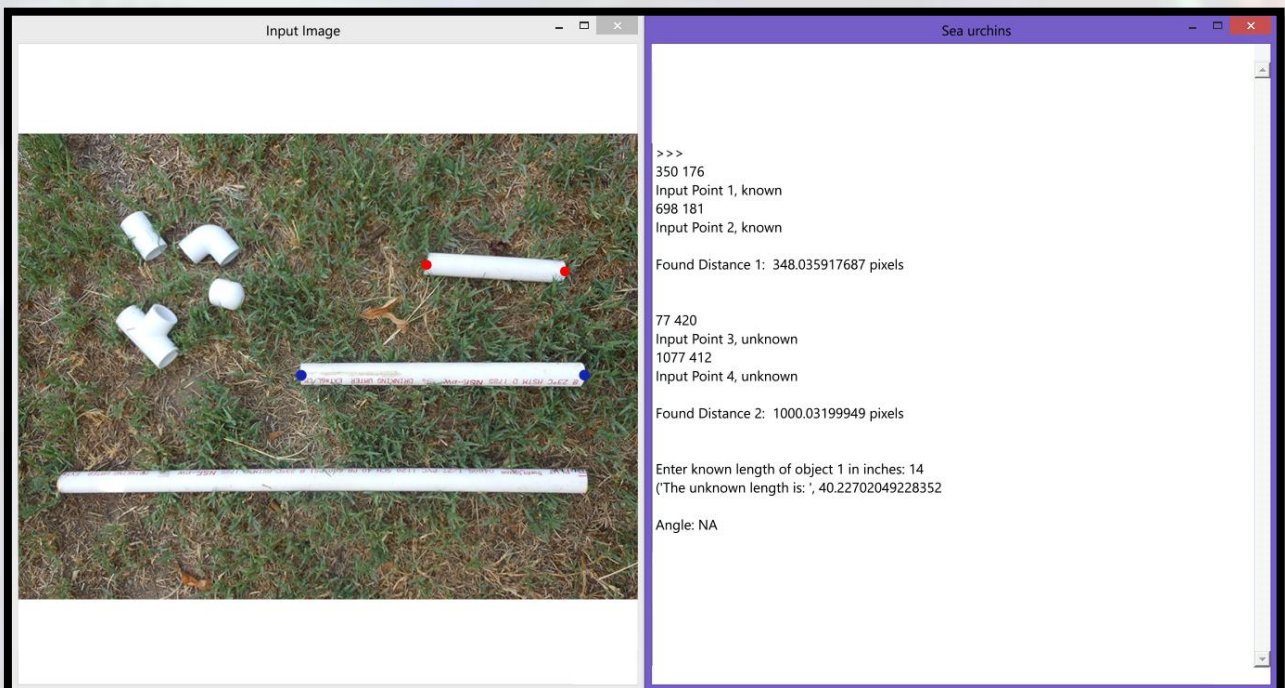 Input Image
Sea urchins
>>>
350 176
Input Point 1, known
698 181
Input Point 2, known
Found Distance 1: 348.035917687 pixels
77 420
Input Point 3, unknown
1077 412
Input Point 4, unknown
Found Distance 2: 1000.03199949 pixels
Enter known length of object 1 in inches: 14
('The unknown length is: ', 40.22702049228352
Angle: NA